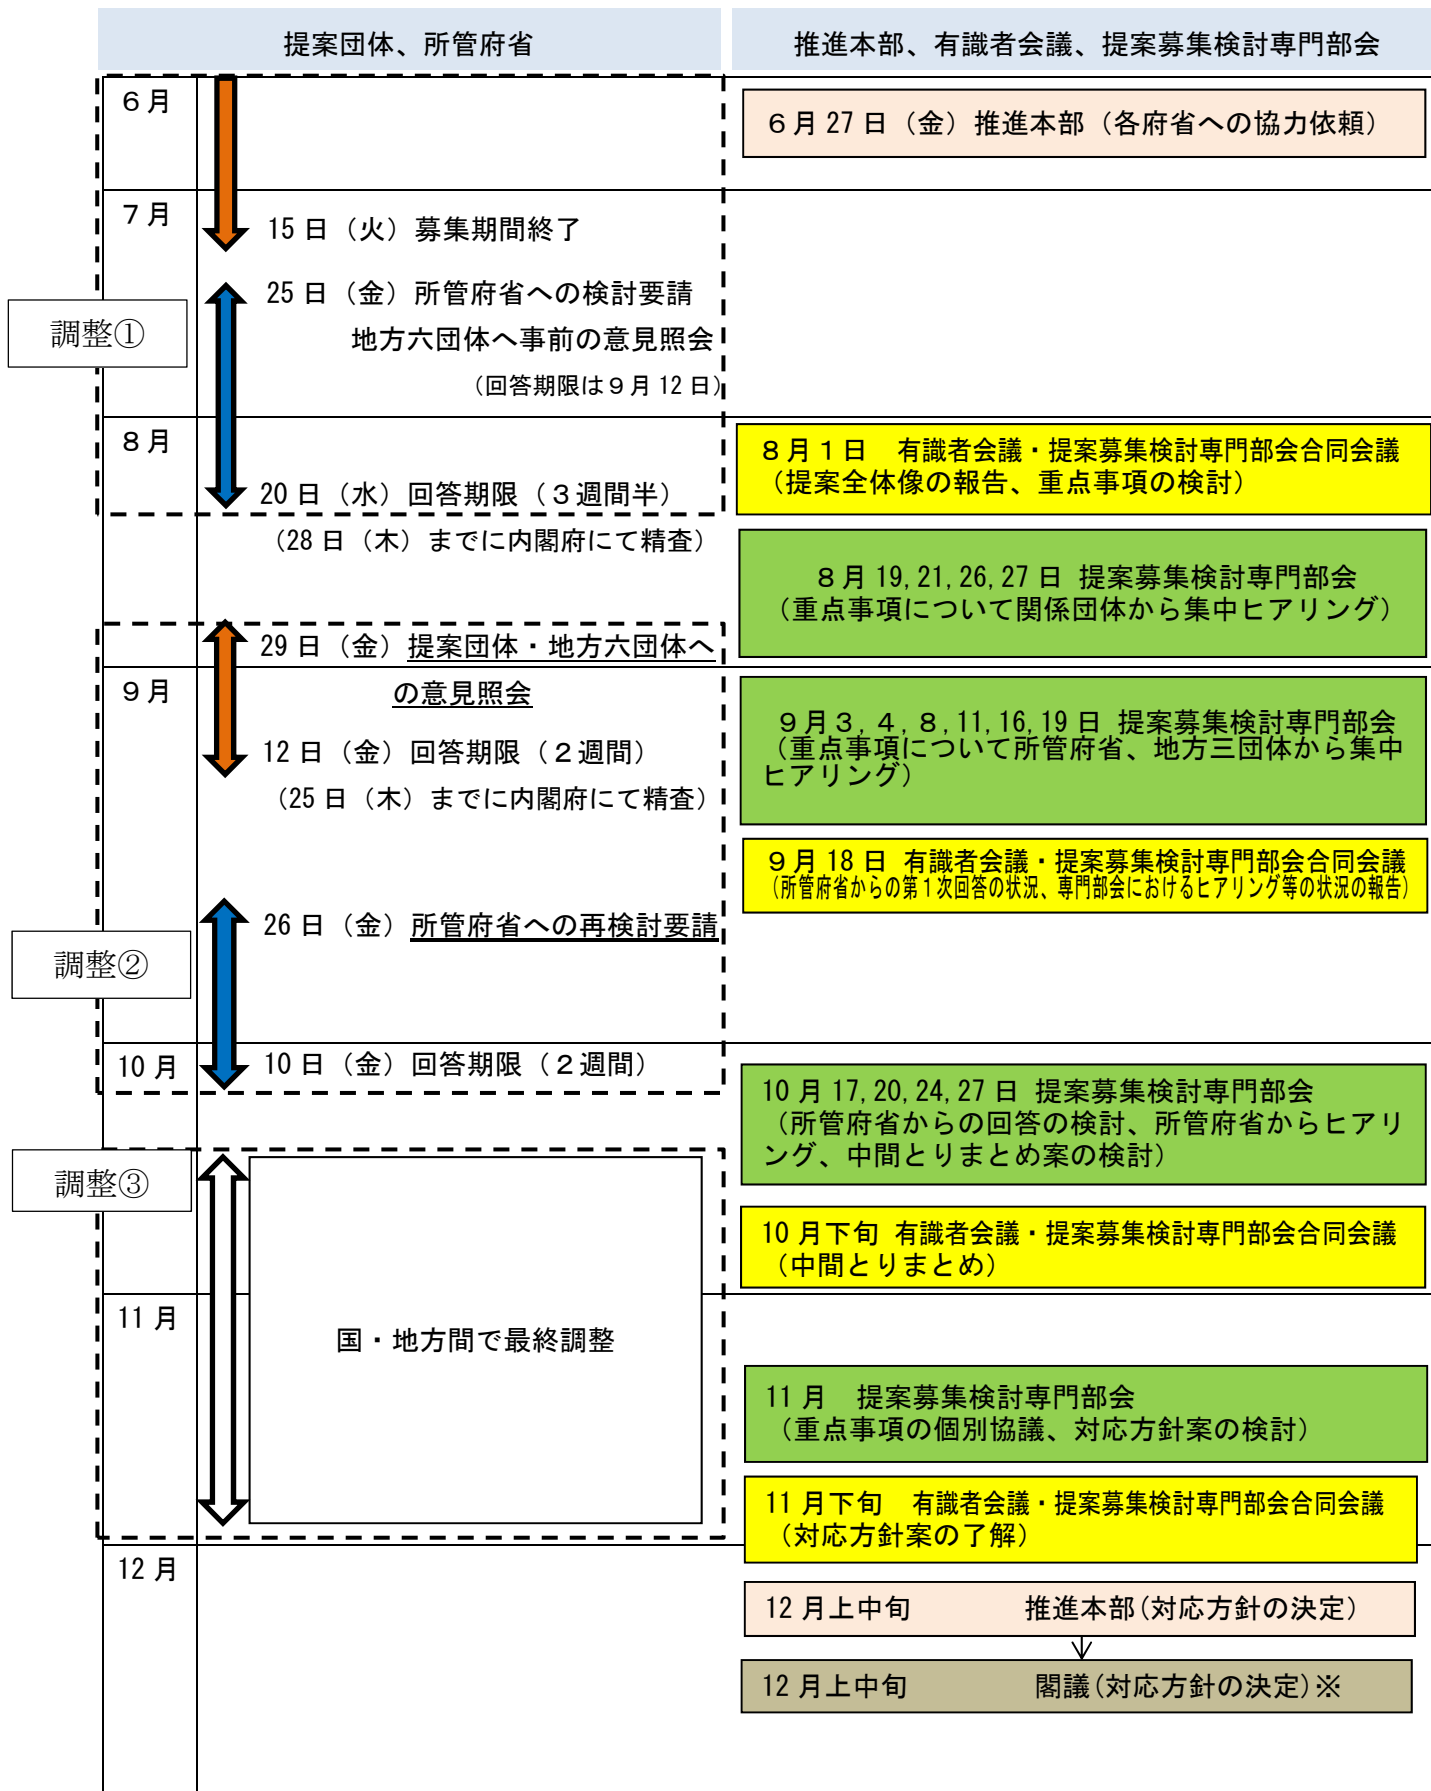 提案団体、所管府省
推進本部、有識者会議、提案募集検討専門部会
６月
６月 27 日（金）推進本部（各府省への協力依頼）
７月
15 日（火）募集期間終了
25 日（金）所管府省への検討要請
地方六団体へ事前の意見照会
（回答期限は９月 12 日）
調整①
８月
20 日（水）回答期限（３週間半）
（28 日（木）までに内閣府にて精査）
29 日（金）提案団体・地方六団体へ
の意見照会
８月１日　有識者会議・提案募集検討専門部会合同会議
（提案全体像の報告、重点事項の検討）
８月 19, 21, 26, 27 日 提案募集検討専門部会
（重点事項について関係団体から集中ヒアリング）
９月
12 日（金）回答期限（２週間）
（25 日（木）までに内閣府にて精査）
26 日（金）所管府省への再検討要請
調整②
９月３, ４, ８, 11, 16, 19 日 提案募集検討専門部会
（重点事項について所管府省、地方三団体から集中
ヒアリング）
９月 18 日 有識者会議・提案募集検討専門部会合同会議
（所管府省からの第１次回答の状況、専門部会におけるヒアリング等の状況の報告）
10 月
10 日（金）回答期限（２週間）
10 月 17, 20, 24, 27 日 提案募集検討専門部会
（所管府省からの回答の検討、所管府省からヒアリ
ング、中間とりまとめ案の検討）
調整③
10 月下旬 有識者会議・提案募集検討専門部会合同会議
（中間とりまとめ）
11 月
国・地方間で最終調整
11 月　提案募集検討専門部会
（重点事項の個別協議、対応方針案の検討）
11 月下旬　有識者会議・提案募集検討専門部会合同会議
（対応方針案の了解）
12 月
12 月上中旬　　　推進本部（対応方針の決定）
12 月上中旬　　　閣議（対応方針の決定）※